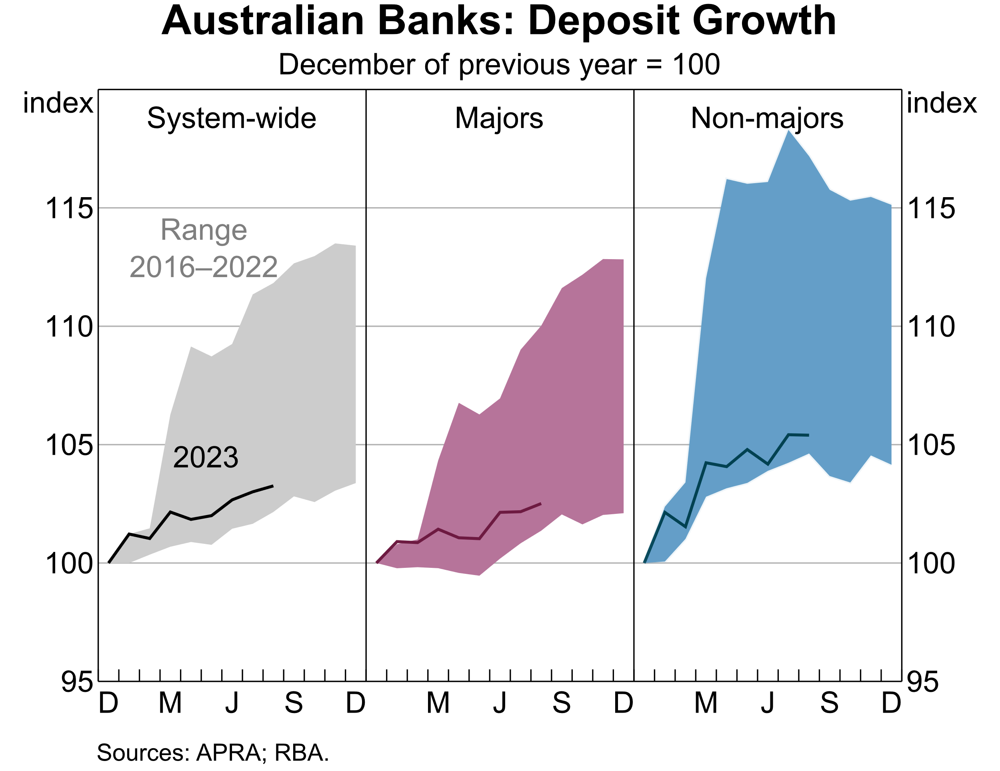 Australian Banks: Deposit Growth
December of previous year = 100
index
index
System-wide
Majors
Non-majors
115
115
Range
2016–2022
110
110
105
105
2023
100
100
95
95
D M J S D M J S D M J S D
Sources: APRA; RBA.